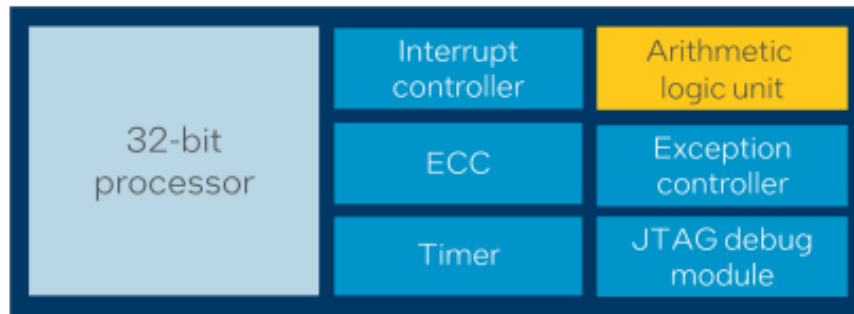 32-bit
processor
Interrupt
controller
Arithmetic
logic unit
ECC
Exception
controller
Timer
JTAG debug
module